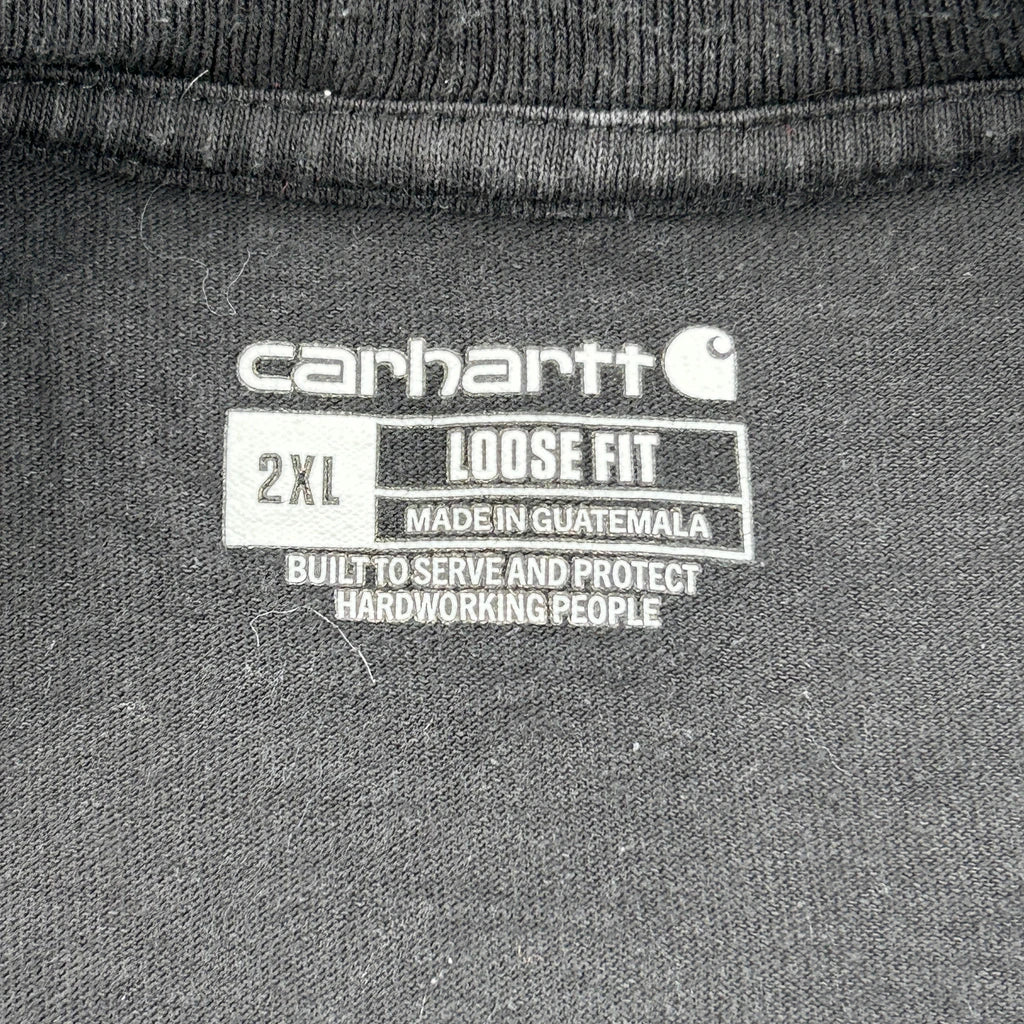 carhartt
2XL
LOOSE FIT
MADE IN GUATEMALA
BUILT TO SERVE AND PROTECT
HARDWORKING PEOPLE